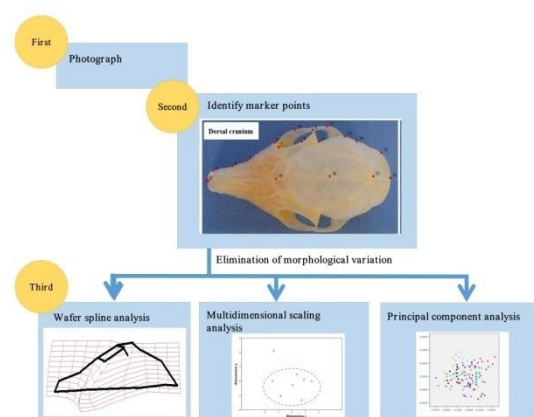 First
Photograph
Second
Identify marker points
Dorsal cranium
Elimination of morphological variation
Third
Wafer spline analysis
Multidimensional scaling
analysis
Principal component analysis